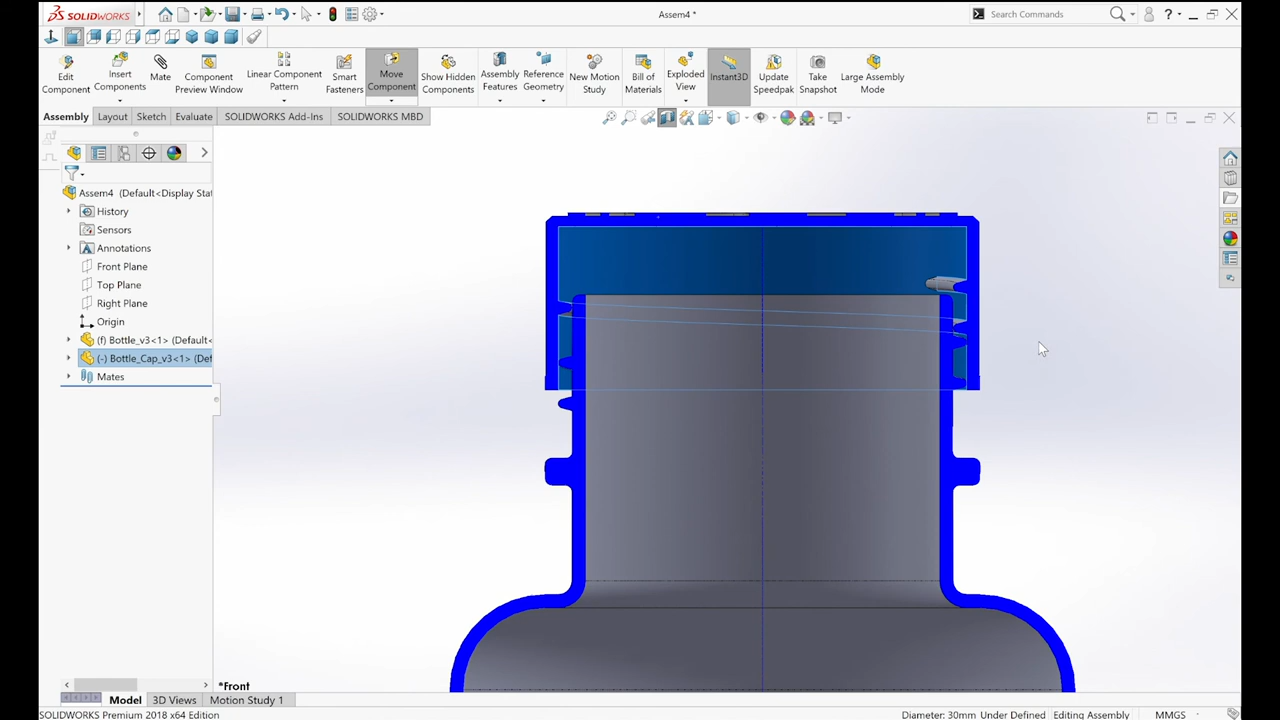 SOLIDWORKS
Assem4 *
Search Commands
Edit Component
Insert Components
Mate
Component Preview Window
Linear Component Pattern
Smart Fasteners
Move Component
Show Hidden Components
Assembly Features
Reference Geometry
New Motion Study
Bill of Materials
Exploded View
Instant3D
Update Speedpak
Take Snapshot
Large Assembly Mode
Assembly
Layout
Sketch
Evaluate
SOLIDWORKS Add-Ins
SOLIDWORKS MBD
Assem4 (Default<Display Stat
History
Sensors
Annotations
Front Plane
Top Plane
Right Plane
Origin
(f) Bottle_v3<1> (Default<
(-) Bottle_Cap_v3<1> (Def
Mates
*Front
Model
3D Views
Motion Study 1
SOLIDWORKS Premium 2018 x64 Edition
Diameter: 30mm Under Defined
Editing Assembly
MMGS